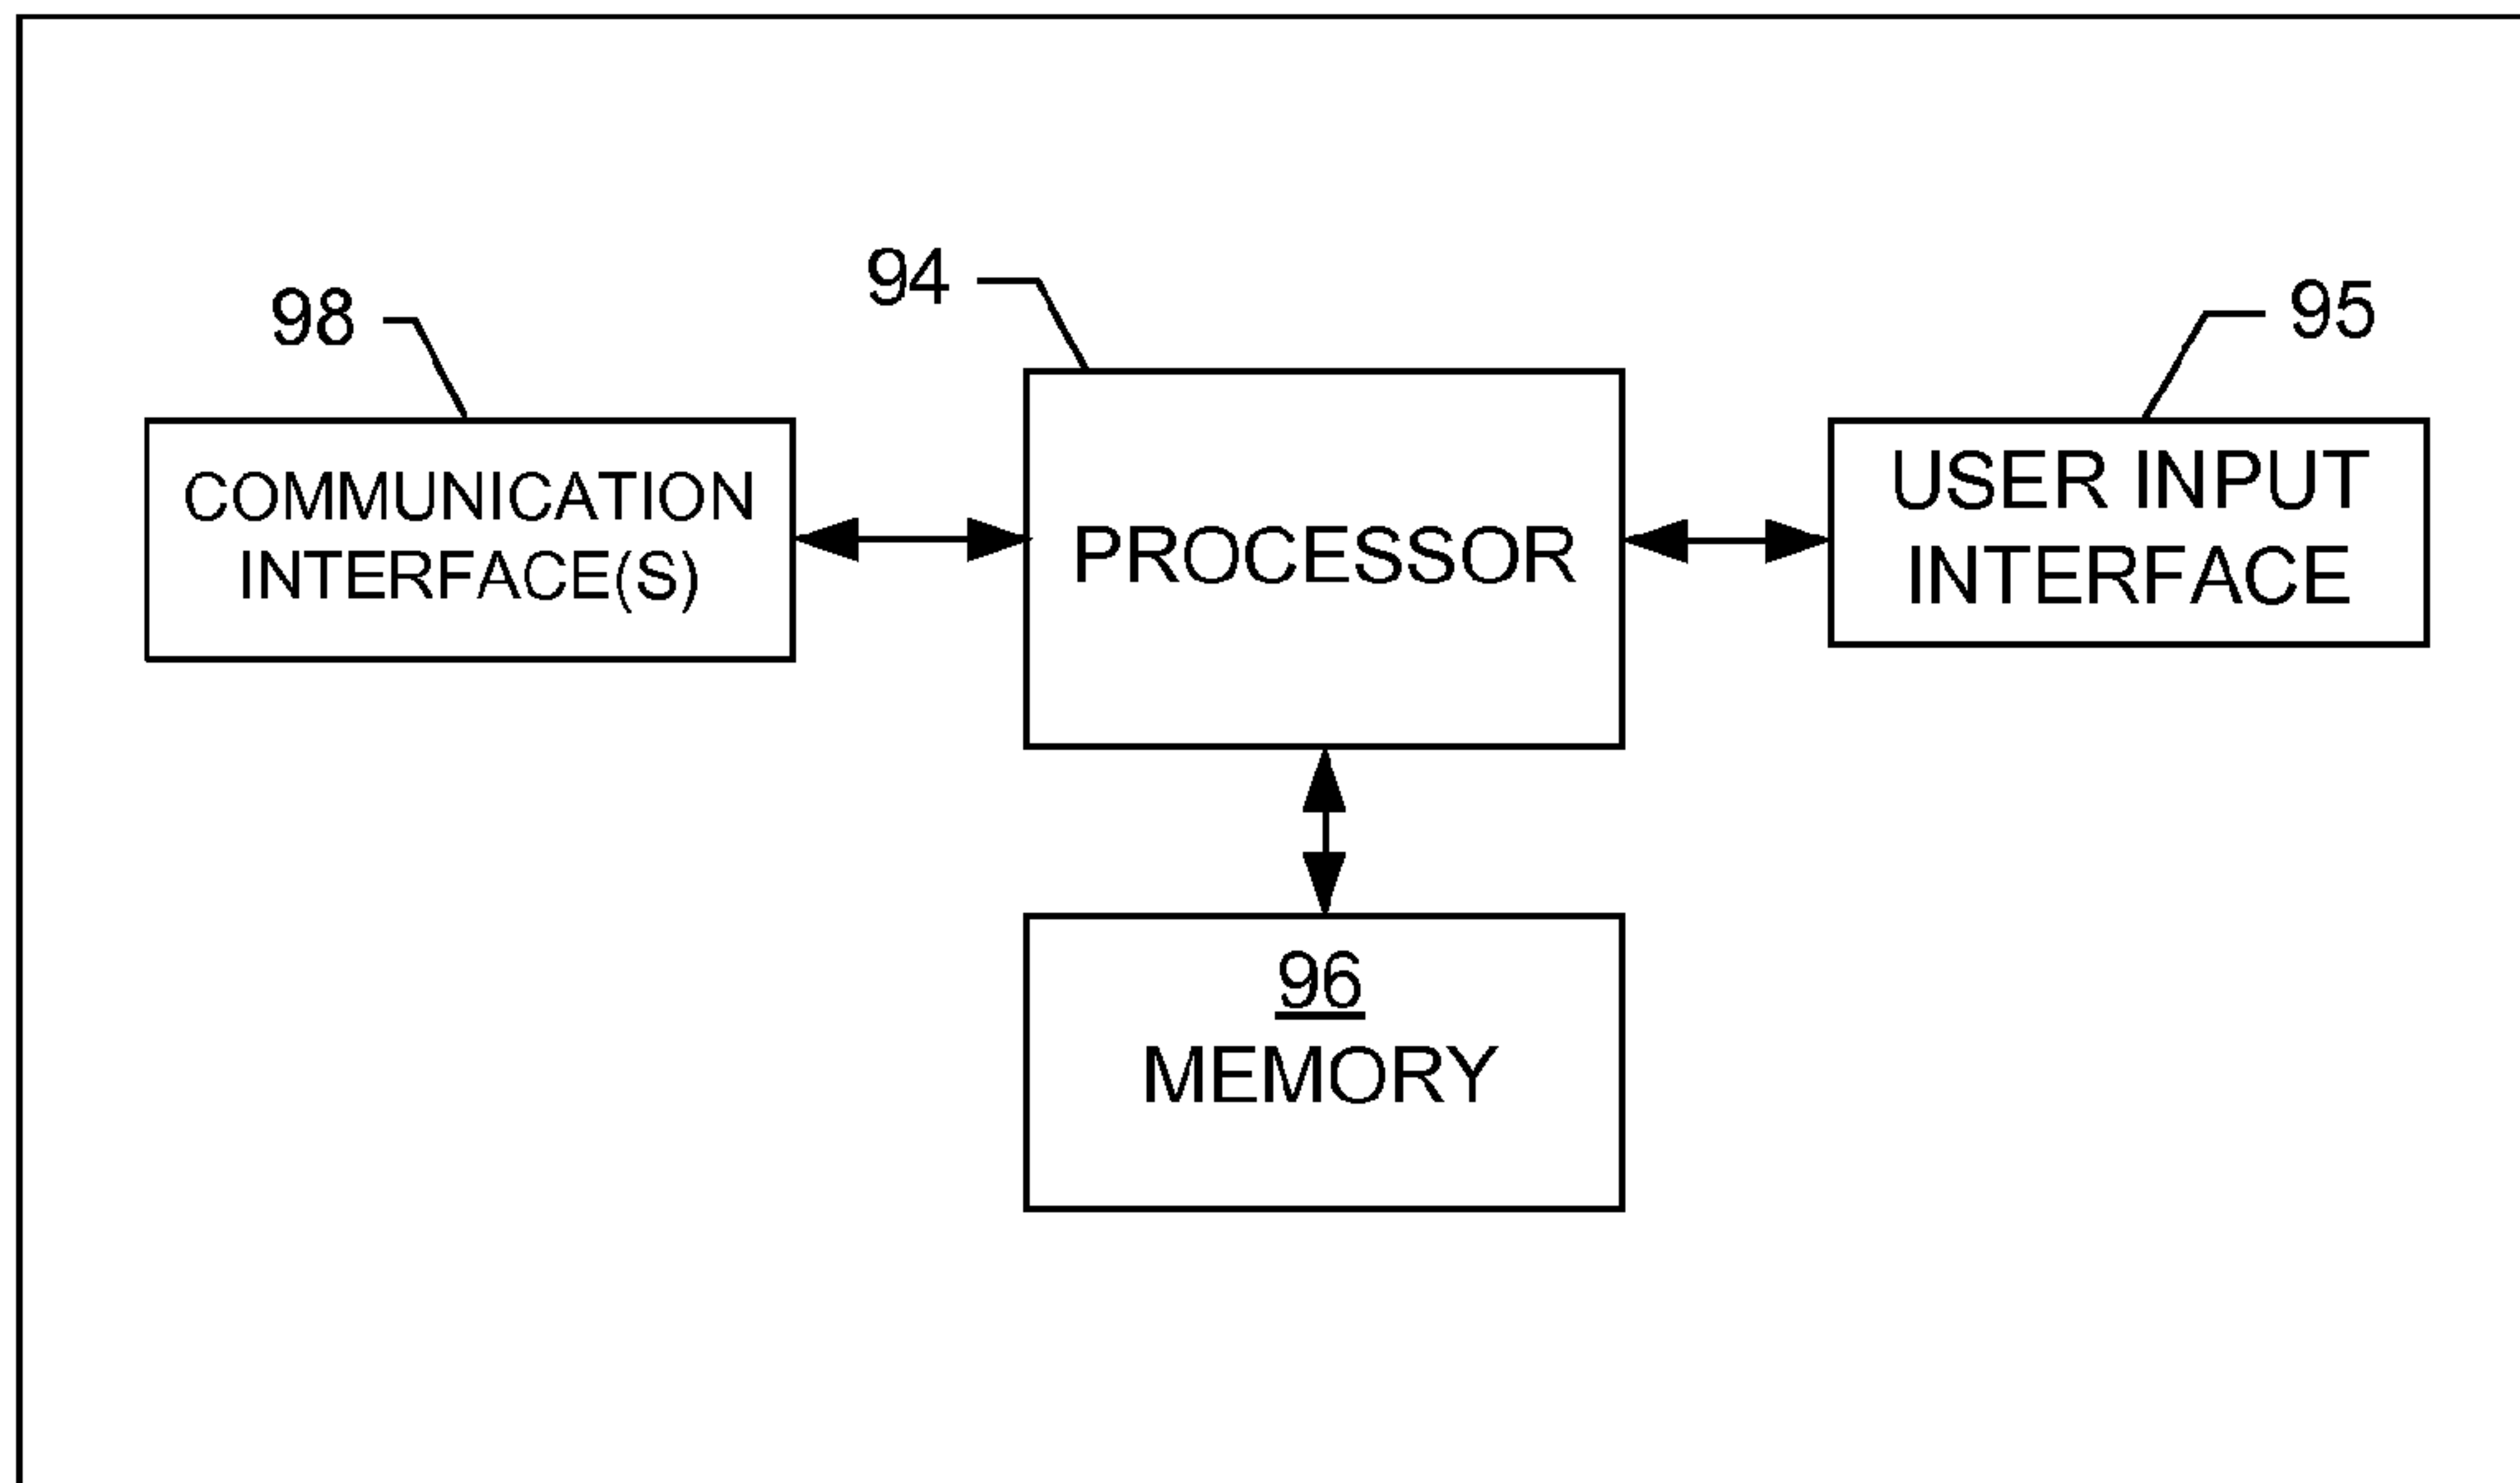 94
98
95
COMMUNICATION
INTERFACE(S)
PROCESSOR
USER INPUT
INTERFACE
96
MEMORY